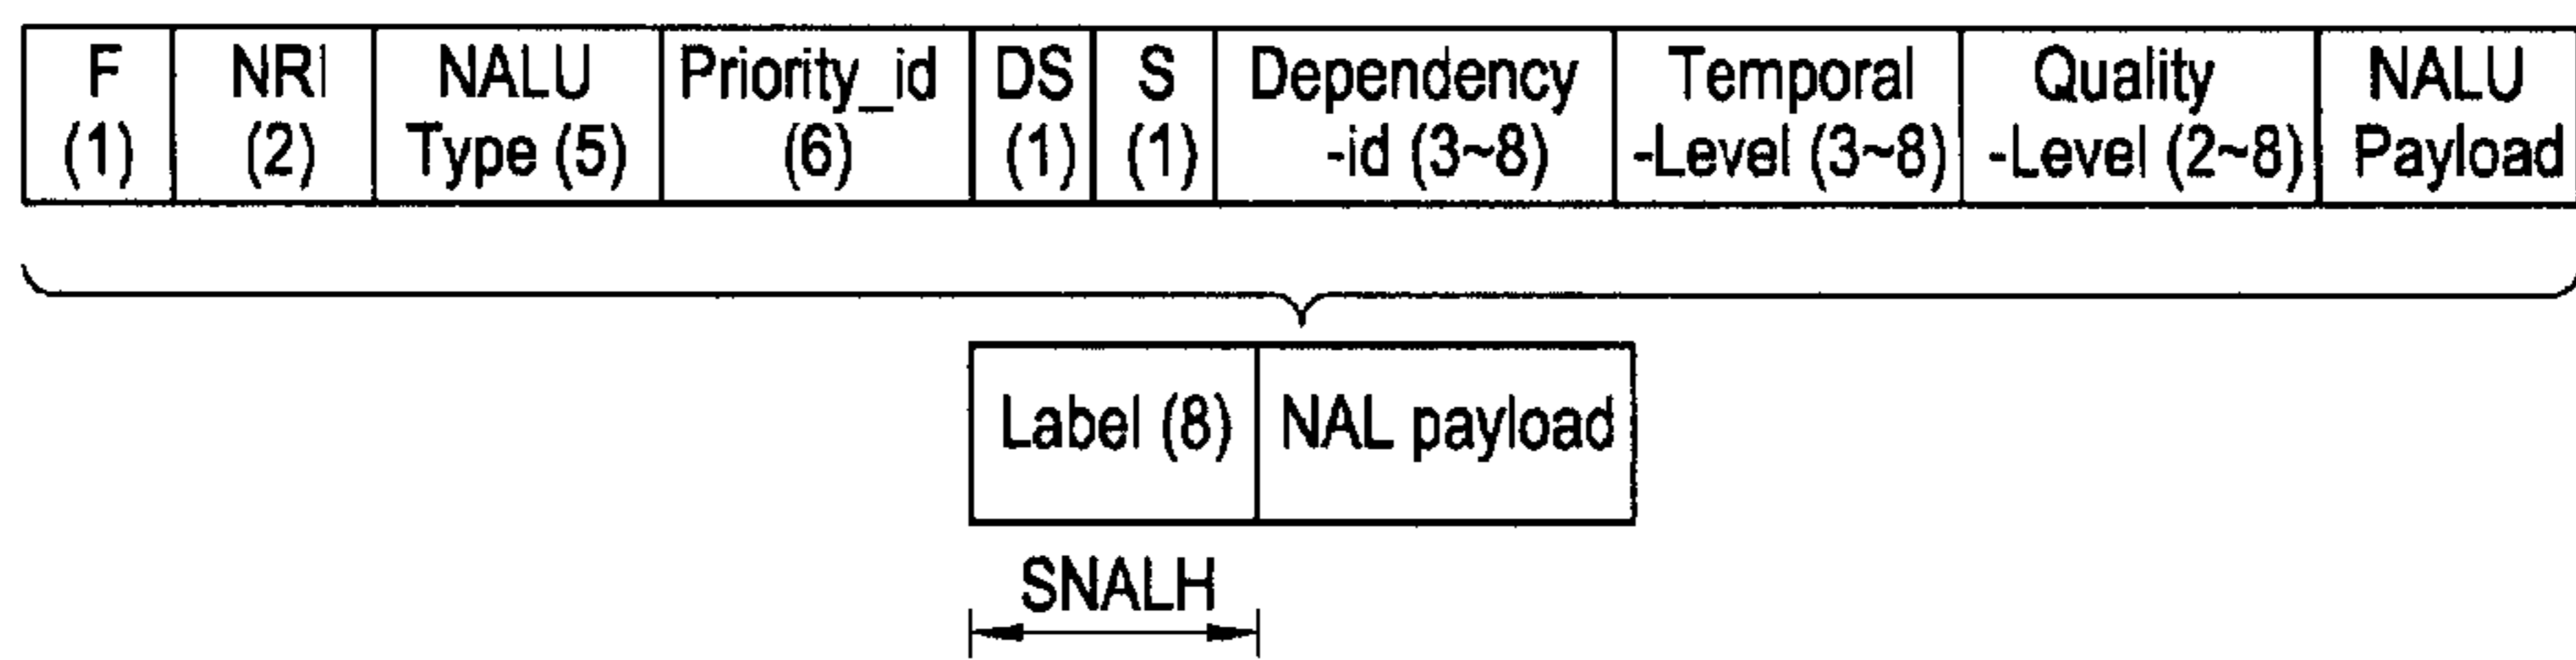 F NRI NALU Priority_id DS S Dependency Temporal Quality NALU
(1) (2) Type (5) (6) (1) (1) -id (3~8) -Level (3~8) -Level (2~8) Payload
Label (8) NAL payload
SNALH